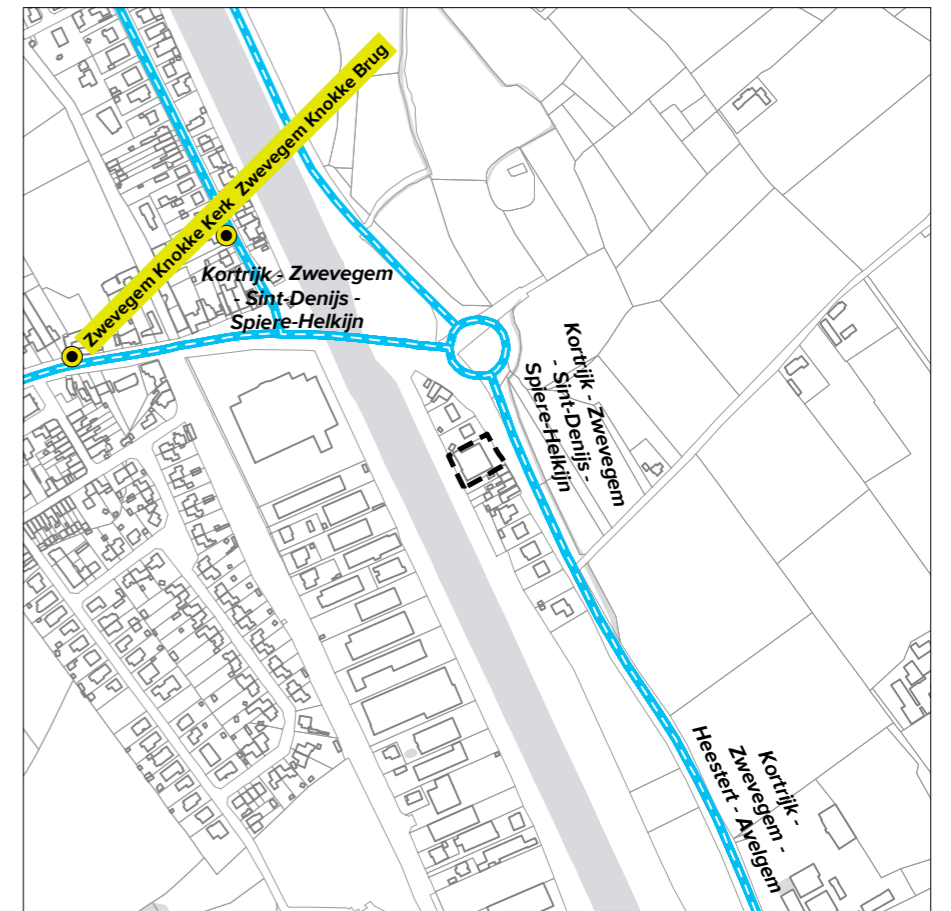 Zwevegem Knokke Kerk Zwevegem Knokke Brug
Kortrijk - Zwevegem
- Sint-Denijs -
Spiere-Helkijn
Kortrijk - Zwevegem
- Sint-Denijs -
Spiere-Helkijn
Kortrijk -
Zwevegem -
Heestert - Avelgem